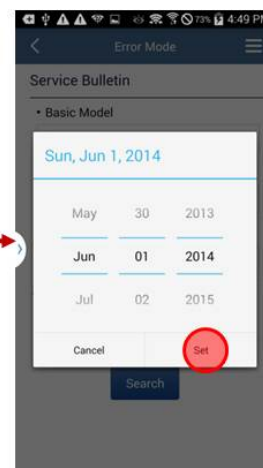 73% 4:49 PM
Error Mode
Service Bulletin
• Basic Model
Sun, Jun 1, 2014
May 30 2013
Jun 01 2014
Jul 02 2015
Cancel Set
Search